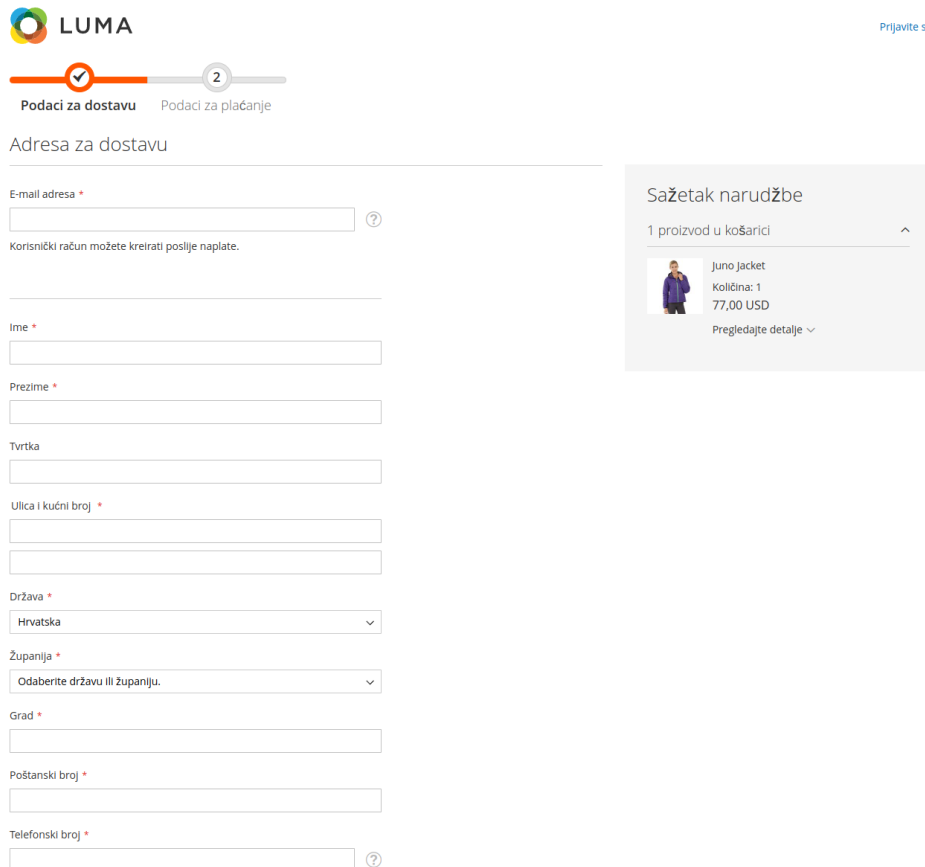 LUMA
Prijavite s
2
Podaci za dostavu
Podaci za plaćanje
Adresa za dostavu
E-mail adresa *
?
Korisnički račun možete kreirati poslije naplate.
Ime *
Prezime *
Tvrtka
Ulica i kućni broj *
Država *
Hrvatska
Županija *
Odaberite državu ili županiju.
Grad *
Poštanski broj *
Telefonski broj *
?
Sažetak narudžbe
1 proizvod u košarici
Juno Jacket
Količina: 1
77,00 USD
Pregledajte detalje